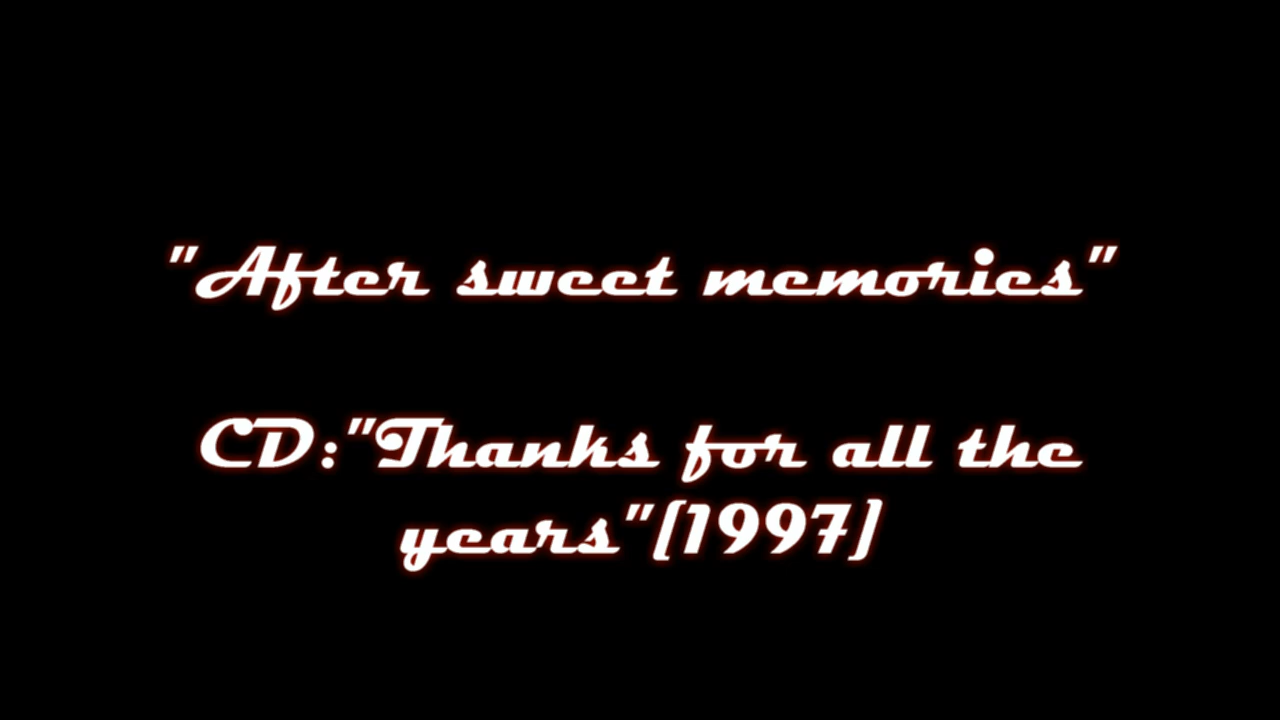 "After sweet memories"
CD:"Thanks for all the
years"(1997)